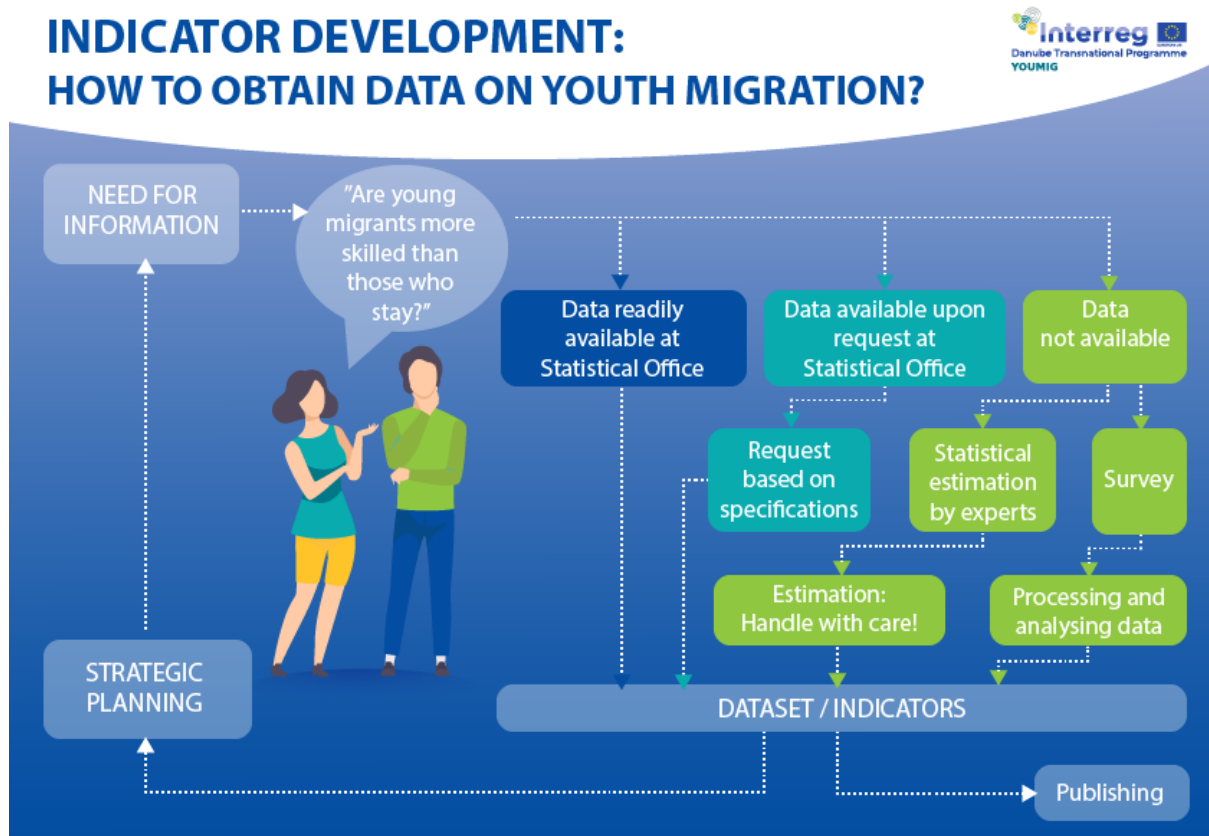 INDICATOR DEVELOPMENT:
HOW TO OBTAIN DATA ON YOUTH MIGRATION?
Interreg
EUROPEAN UNION
Danube Transnational Programme
YOUMIG
NEED FOR
INFORMATION
"Are young
migrants more
skilled than
those who
stay?"
Data readily
available at
Statistical Office
Data available upon
request at
Statistical Office
Data
not available
Request
based on
specifications
Statistical
estimation
by experts
Survey
Estimation:
Handle with care!
Processing and
analysing data
STRATEGIC
PLANNING
DATASET / INDICATORS
Publishing